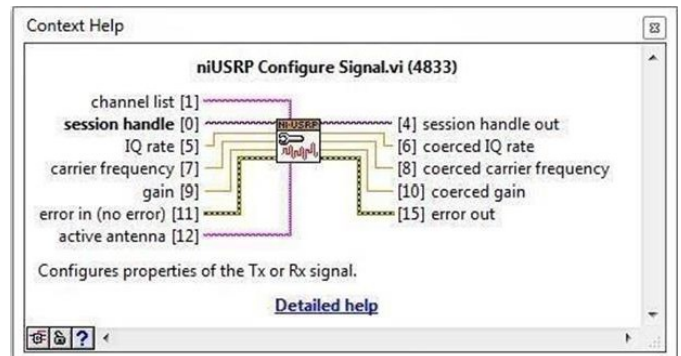 Context Help
niUSRP Configure Signal.vi (4833)
channel list [1]
session handle [0]
[4] session handle out
IQ rate [5]
[6] coerced IQ rate
carrier frequency [7]
[8] coerced carrier frequency
gain [9]
[10] coerced gain
error in (no error) [11]
[15] error out
active antenna [12]
NI-USRP
Configures properties of the Tx or Rx signal.
Detailed help
?